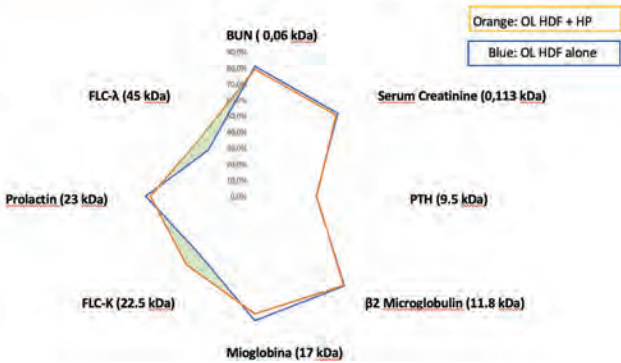 Orange: OL HDF + HP
Blue: OL HDF alone
BUN ( 0,06 kDa)
90,0%
80,0%
70,0%
60,0%
50,0%
40,0%
30,0%
20,0%
10,0%
0,0%
Serum Creatinine (0,113 kDa)
PTH (9.5 kDa)
β2 Microglobulin (11.8 kDa)
Mioglobina (17 kDa)
FLC-K (22.5 kDa)
Prolactin (23 kDa)
FLC-λ (45 kDa)